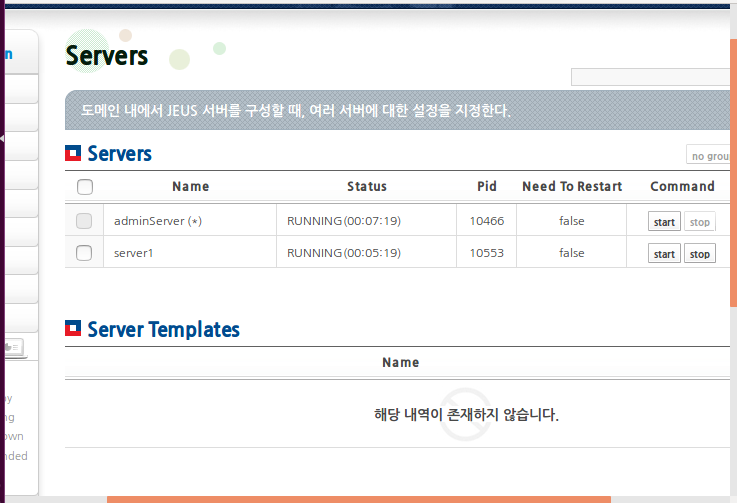 Servers
도메인 내에서 JEUS 서버를 구성할 때, 여러 서버에 대한 설정을 지정한다.
Servers
no grou
Name Status Pid Need To Restart Command
adminServer (*) RUNNING(00:07:19) 10466 false start stop
server1 RUNNING(00:05:19) 10553 false start stop
Server Templates
Name
해당 내역이 존재하지 않습니다.